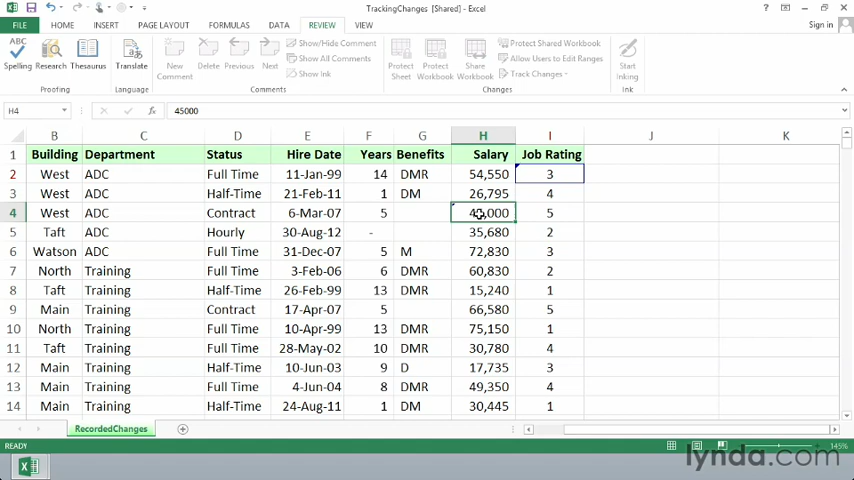 TrackingChanges [Shared] - Excel
FILE HOME INSERT PAGE LAYOUT FORMULAS DATA REVIEW VIEW Sign in
ABC
Spelling Research Thesaurus Translate New Comment Delete Previous Next Show/Hide Comment Show All Comments Show Ink Protect Sheet Protect Workbook Share Workbook Protect Shared Workbook Allow Users to Edit Ranges Track Changes Start Inking
Proofing Language Comments Changes Ink
H4 fx 45000
B C D E F G H I J K
1 Building Department Status Hire Date Years Benefits Salary Job Rating
2 West ADC Full Time 11-Jan-99 14 DMR 54,550 3
3 West ADC Half-Time 21-Feb-11 1 DM 26,795 4
4 West ADC Contract 6-Mar-07 5 45,000 5
5 Taft ADC Hourly 30-Aug-12 - 35,680 2
6 Watson ADC Full Time 31-Dec-07 5 M 72,830 3
7 North Training Full Time 3-Feb-06 6 DMR 60,830 2
8 Taft Training Half-Time 26-Feb-99 13 DMR 15,240 1
9 Main Training Contract 17-Apr-07 5 66,580 5
10 North Training Full Time 10-Apr-99 13 DMR 75,150 1
11 Taft Training Full Time 28-May-02 10 DMR 30,780 4
12 Main Training Half-Time 10-Jun-03 9 D 17,735 3
13 Main Training Full Time 4-Jun-04 8 DMR 49,350 4
14 Main Training Half-Time 24-Aug-11 1 DM 30,445 1
RecordedChanges
READY 145%
lynda.com